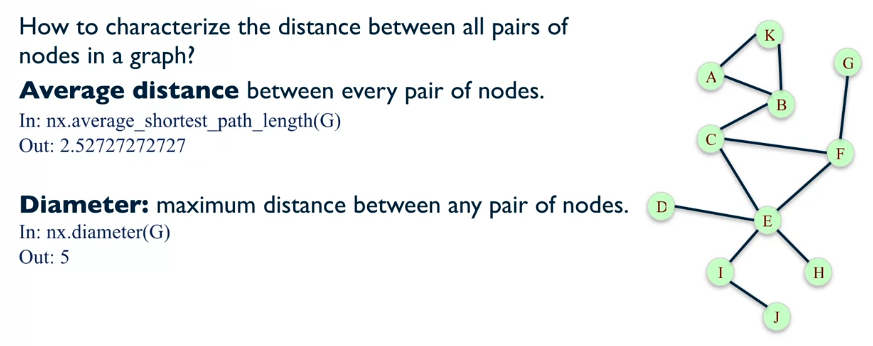 How to characterize the distance between all pairs of
nodes in a graph?
Average distance between every pair of nodes.
In: nx.average_shortest_path_length(G)
Out: 2.52727272727
Diameter: maximum distance between any pair of nodes.
In: nx.diameter(G)
Out: 5
K
G
A
B
C
F
D
E
I
H
J